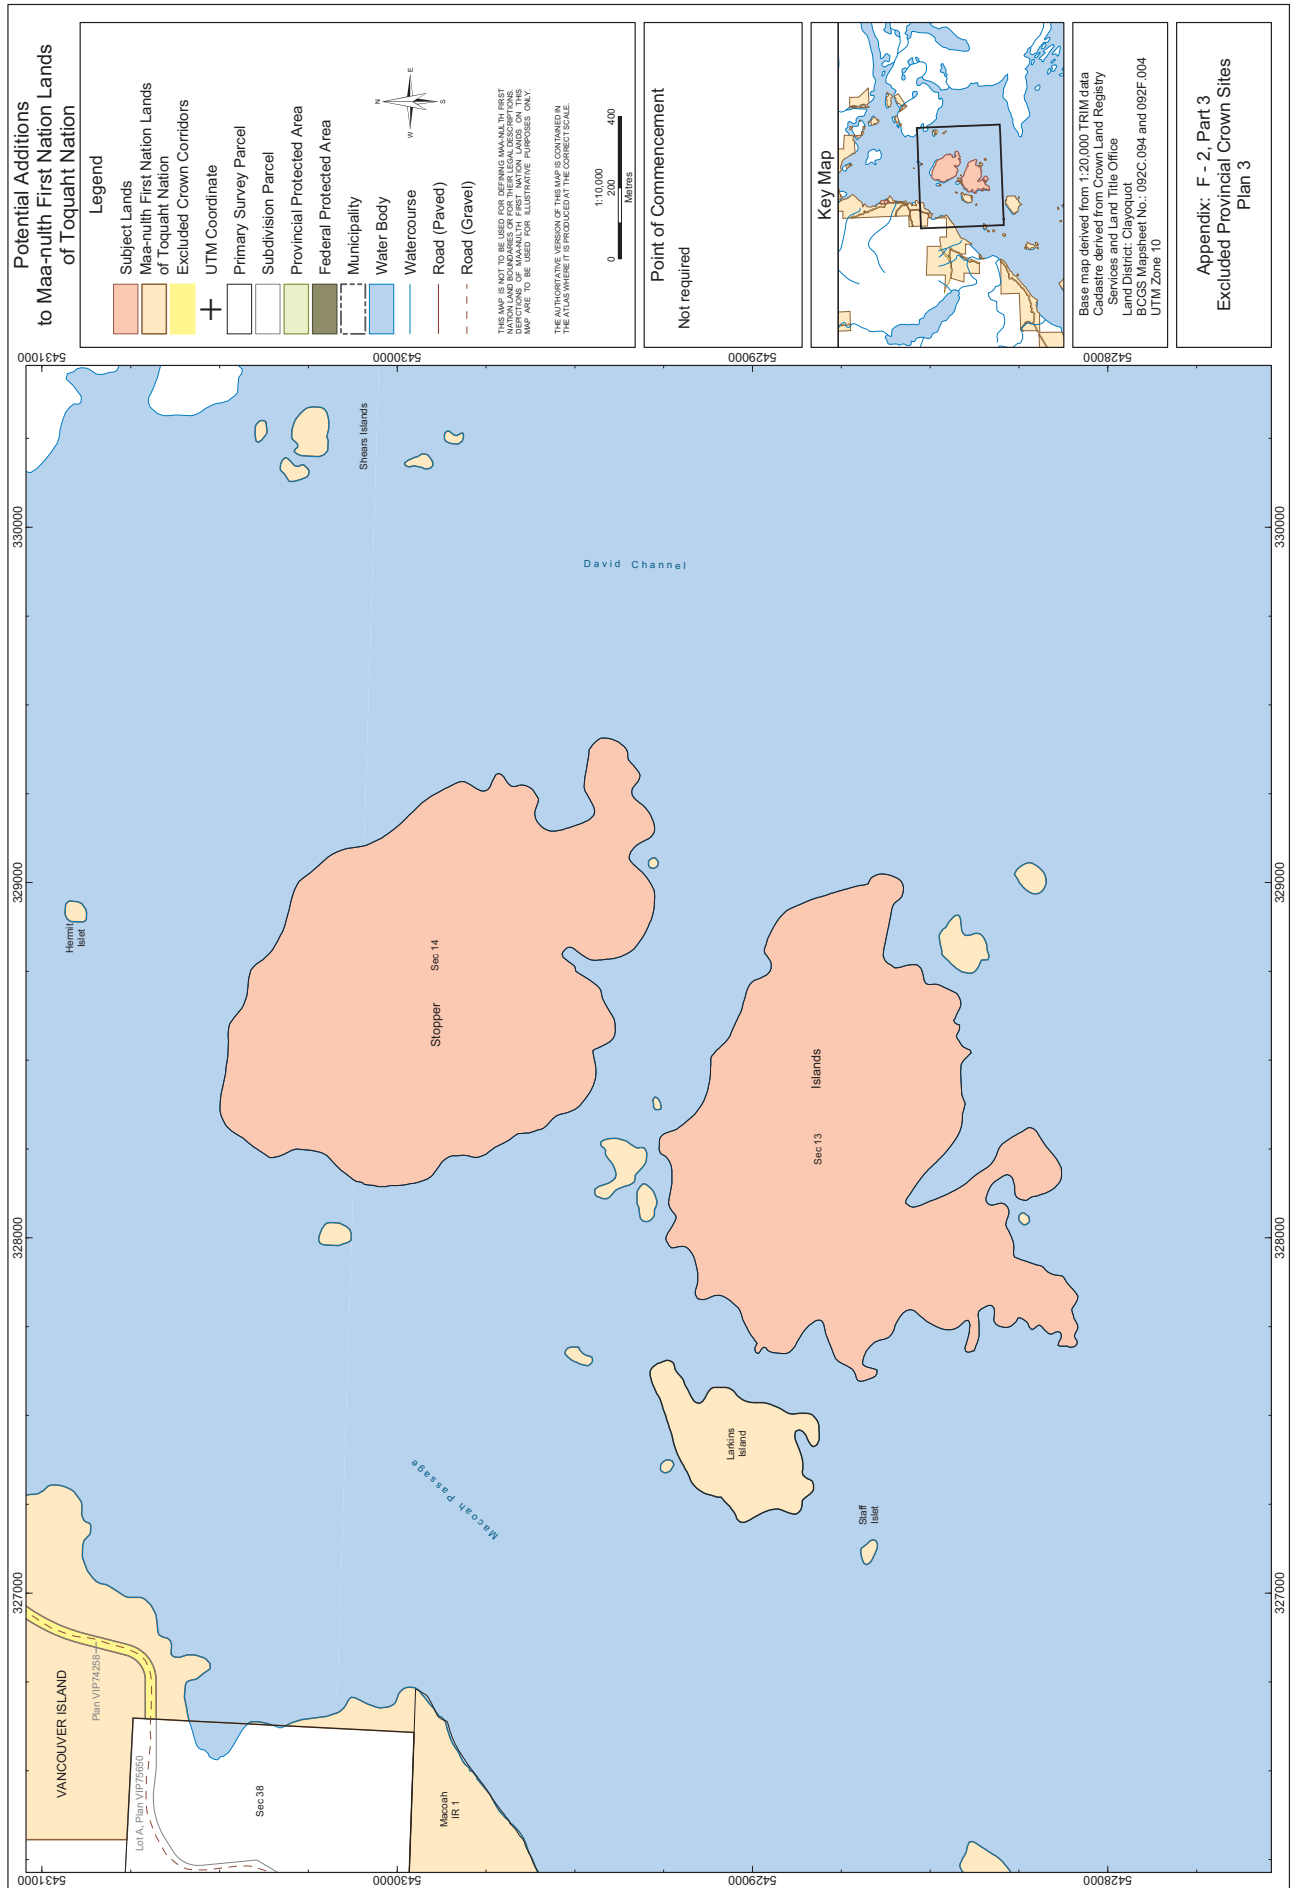 Potential Additions
to Maa-nulth First Nation Lands
of Toquaht Nation
Legend
Subject Lands
Maa-nulth First Nation Lands
of Toquaht Nation
Excluded Crown Corridors
UTM Coordinate
Primary Survey Parcel
Subdivision Parcel
Provincial Protected Area
Federal Protected Area
Municipality
Water Body
Watercourse
Road (Paved)
Road (Gravel)
N
E
S
W
THIS MAP IS NOT TO BE USED FOR DEFINING MAA-NULTH FIRST
NATION LAND BOUNDARIES OR FOR THEIR LEGAL DESCRIPTIONS.
DEPICTIONS OF MAA-NULTH FIRST NATION LANDS ON THIS
MAP ARE TO BE USED FOR ILLUSTRATIVE PURPOSES ONLY.
THE AUTHORITATIVE VERSION OF THIS MAP IS CONTAINED IN
THE ATLAS WHERE IT IS PRODUCED AT THE CORRECT SCALE.
1:10,000
0 200 400
Metres
Point of Commencement
Not required
Key Map
Base map derived from 1:20,000 TRIM data
Cadastre derived from Crown Land Registry
Services and Land Title Office
Land District: Clayoquot
BCGS Mapsheet No.: 092C.094 and 092F.004
UTM Zone 10
Appendix: F - 2, Part 3
Excluded Provincial Crown Sites
Plan 3
327000
328000
329000
330000
5431000
5430000
5429000
5428000
5431000
5430000
5429000
5428000
327000
328000
329000
330000
VANCOUVER ISLAND
Plan VIP74258
Lot A, Plan VIP75650
Sec 38
Macoah
IR 1
Macoah Passage
Hermit
Islet
Sec 14
Stopper
Shears Islands
David Channel
Islands
Sec 13
Larkins
Island
Staff
Islet